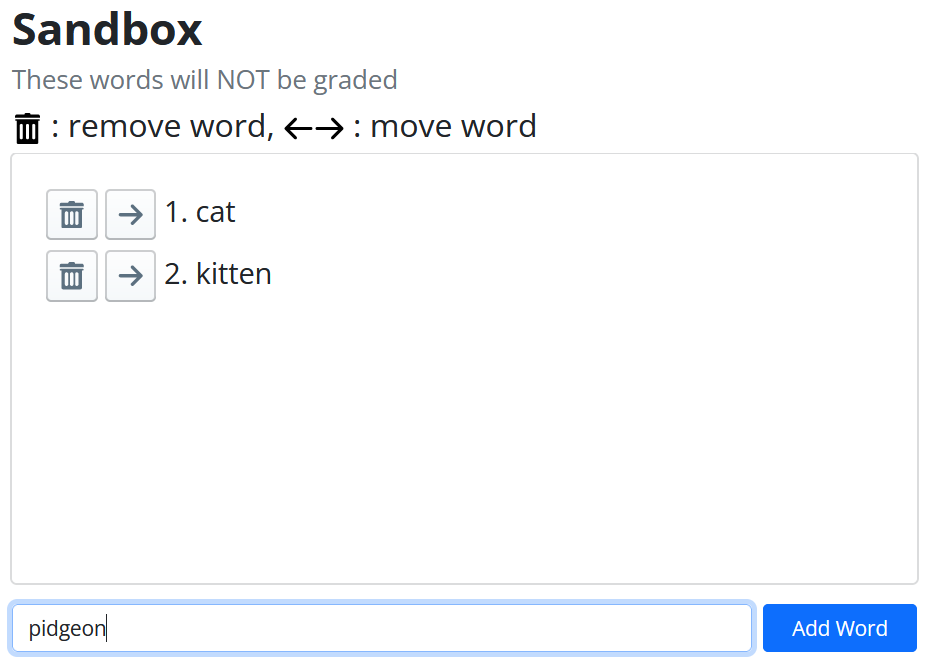 Sandbox
These words will NOT be graded
: remove word, ←→ : move word
→ 1. cat
→ 2. kitten
pidgeon
Add Word